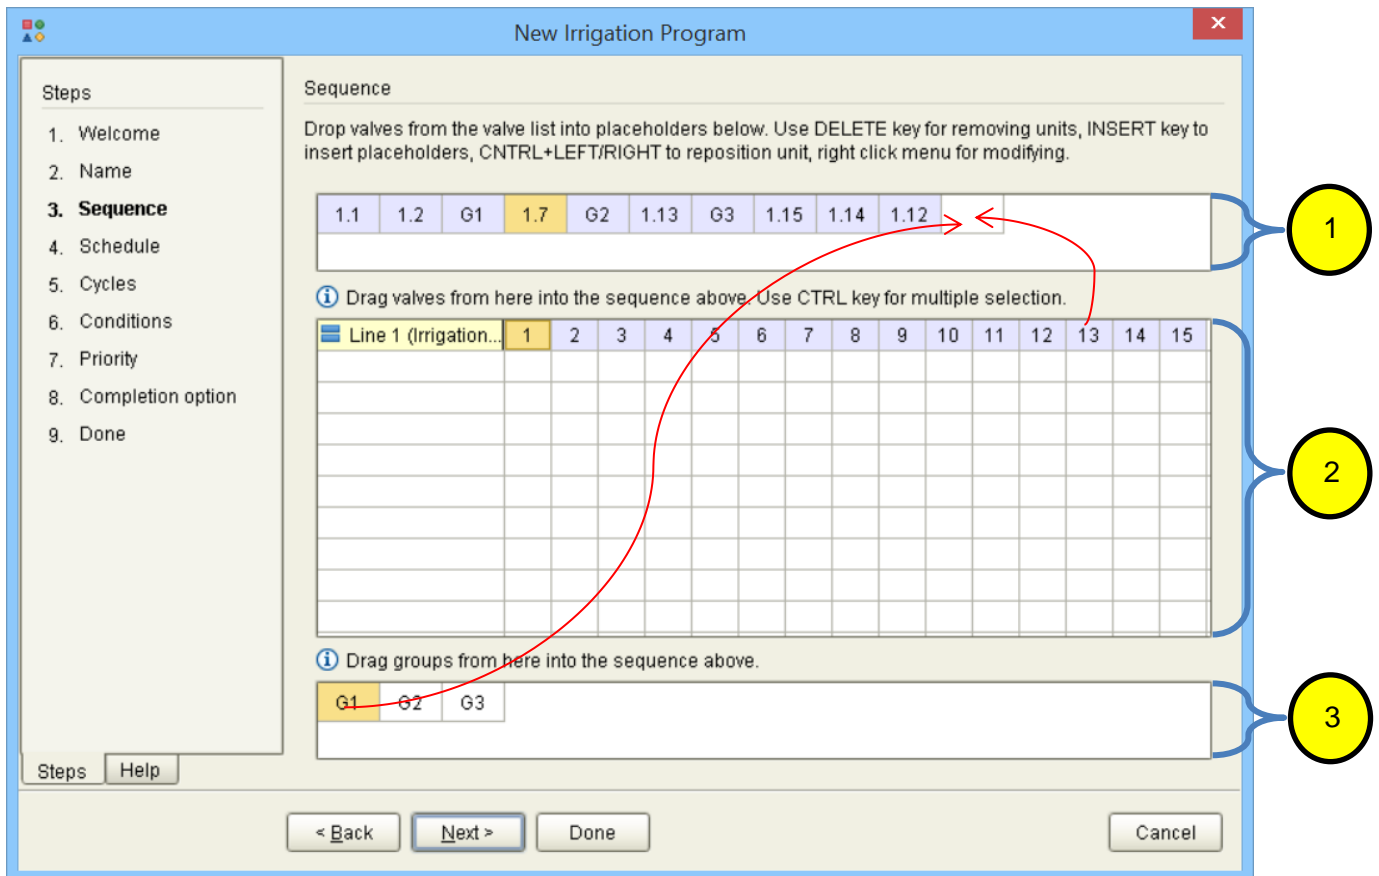 New Irrigation Program
Steps
1. Welcome
2. Name
3. Sequence
4. Schedule
5. Cycles
6. Conditions
7. Priority
8. Completion option
9. Done
Steps Help
Sequence
Drop valves from the valve list into placeholders below. Use DELETE key for removing units, INSERT key to
insert placeholders, CNTRL+LEFT/RIGHT to reposition unit, right click menu for modifying.
1.1 1.2 G1 1.7 G2 1.13 G3 1.15 1.14 1.12
1
Drag valves from here into the sequence above. Use CTRL key for multiple selection.
Line 1 (Irrigation... 1 2 3 4 5 6 7 8 9 10 11 12 13 14 15
2
Drag groups from here into the sequence above.
G1 G2 G3
3
< Back Next > Done Cancel